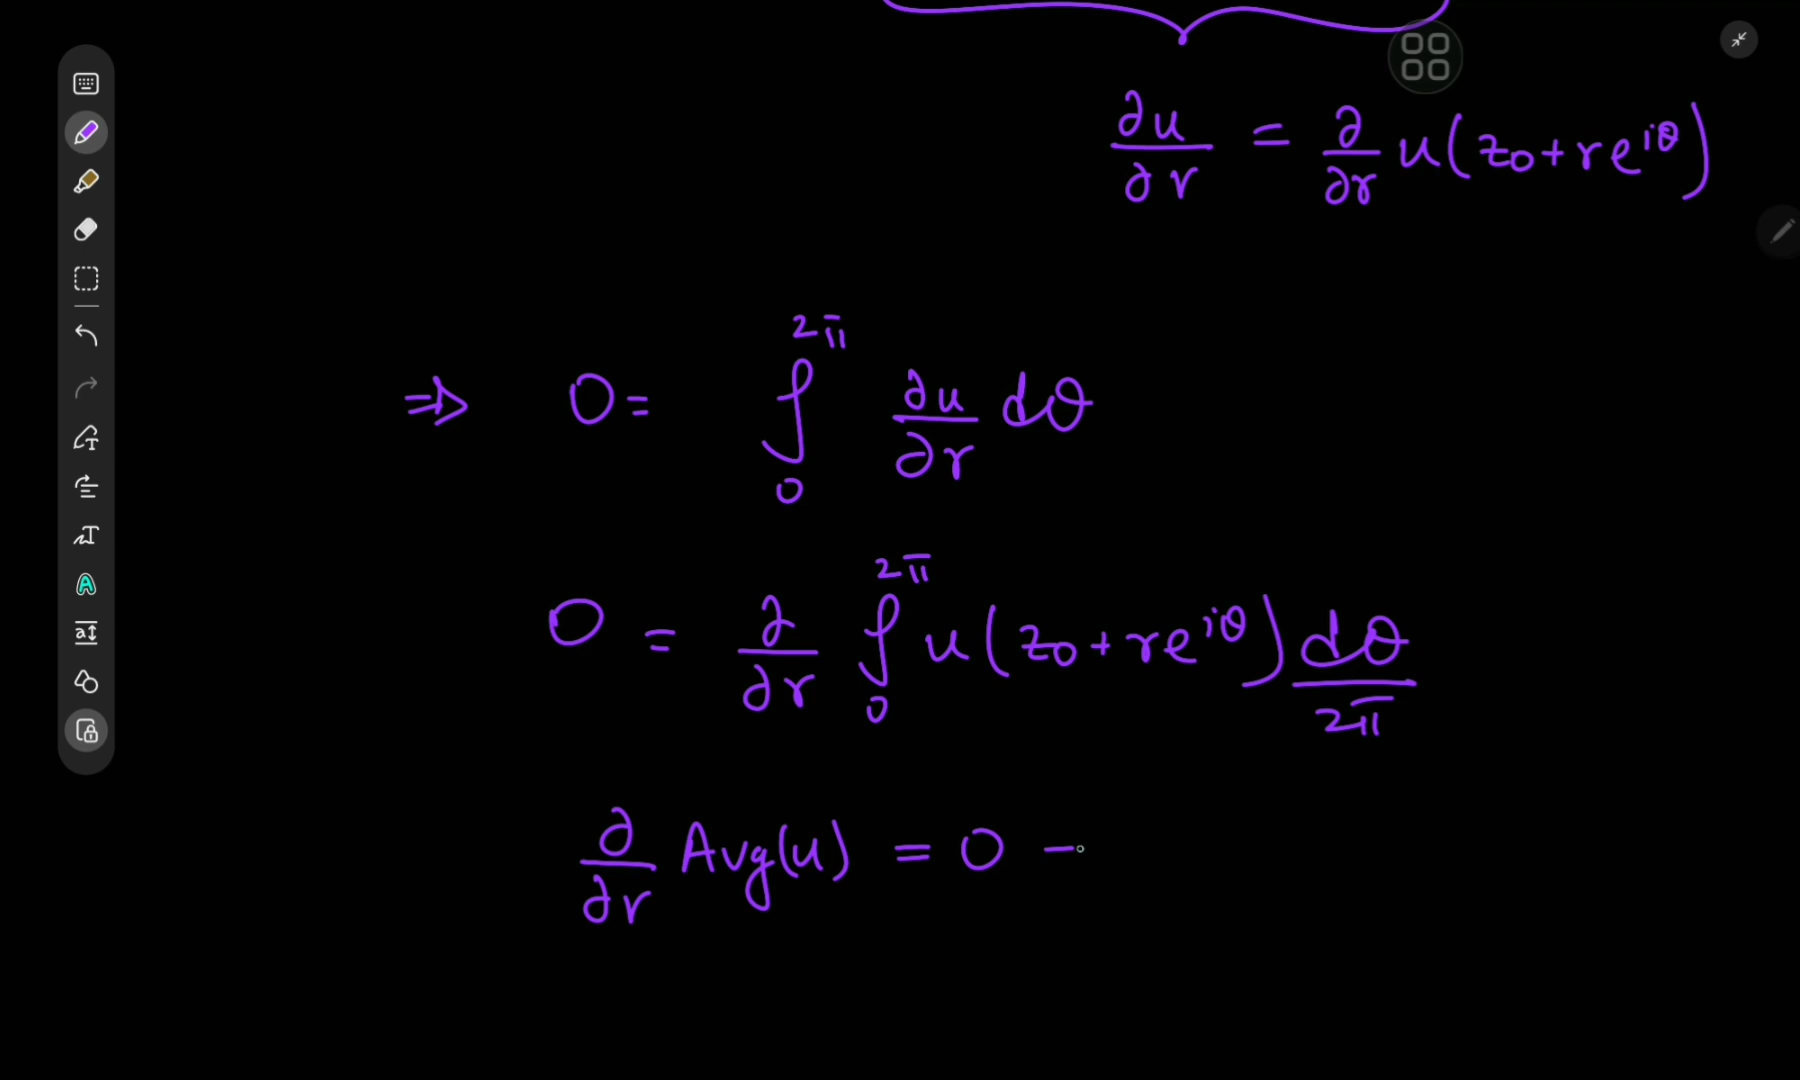 ∂u/∂r = ∂/∂r u(z₀+re^{iθ})
⇒ 0 = ∫₀^{2π} ∂u/∂r dθ
0 = ∂/∂r ∫₀^{2π} u(z₀+re^{iθ}) dθ/2π
∂/∂r Avg(u) = 0 –